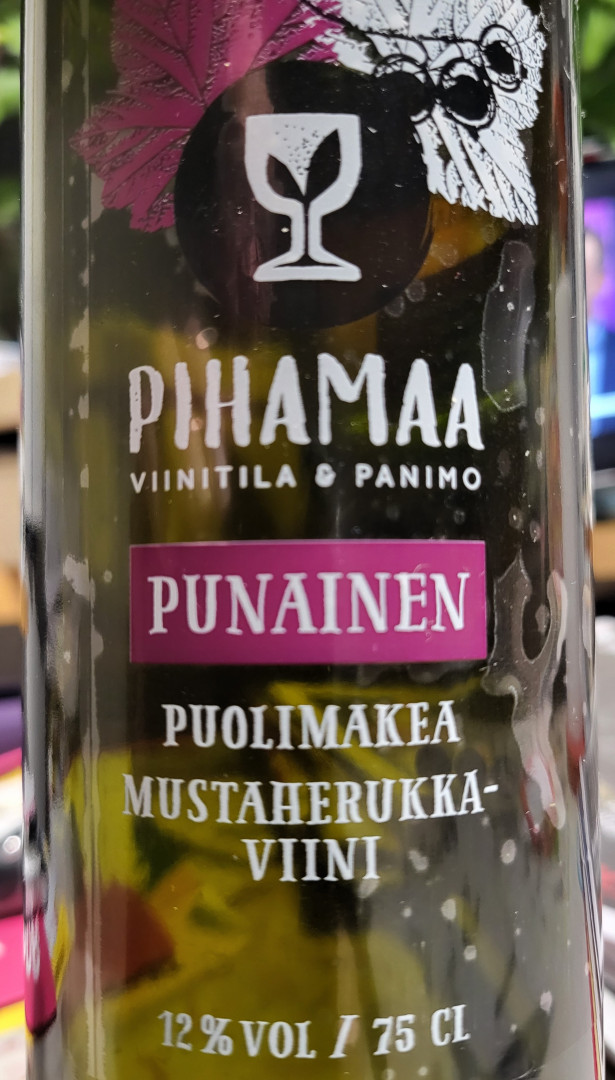 PIHAMAA
VIINITILA & PANIMO
PUNAINEN
PUOLIMAKEA
MUSTAHERUKKA-
VIINI
12 % VOL / 75 CL